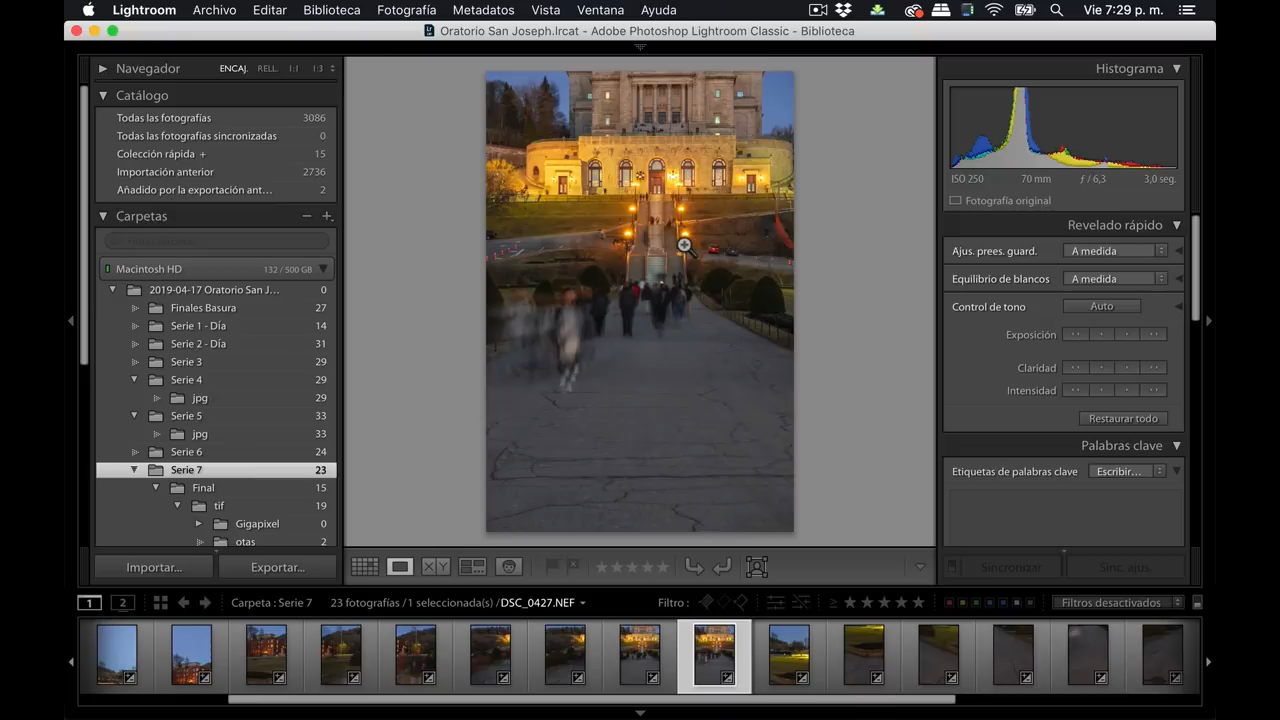 Lightroom Archivo Editar Biblioteca Fotografía Metadatos Vista Ventana Ayuda Vie 7:29 p. m.
Oratorio San Joseph.lrcat - Adobe Photoshop Lightroom Classic - Biblioteca
Navegador ENCAJ. RELL. 1:1 1:3
Catálogo
Todas las fotografías 3086
Todas las fotografías sincronizadas 0
Colección rápida + 15
Importación anterior 2736
Añadido por la exportación ant... 2
Carpetas
Macintosh HD 132 / 500 GB
2019-04-17 Oratorio San J... 0
Finales Basura 11
Serie 1 - Día 14
Serie 2 - Día 31
Serie 3 29
Serie 4 29
jpg 29
Serie 5 33
jpg 33
Serie 6 24
Serie 7 23
Final 15
tif 19
Gigapixel 0
otas 2
Importar... Exportar...
Histograma
ISO 250 70 mm ƒ / 6,3 3,0 seg.
Fotografía original
Revelado rápido
Ajus. prees. guard. A medida
Equilibrio de blancos A medida
Control de tono Auto
Exposición
Claridad
Intensidad
Restaurar todo
Palabras clave
Etiquetas de palabras clave Escribir...
Sincronizar Sinc. ajus.
XY
1 2 Carpeta : Serie 7 23 fotografías /1 seleccionada(s) /DSC_0427.NEF Filtro : Filtros desactivados